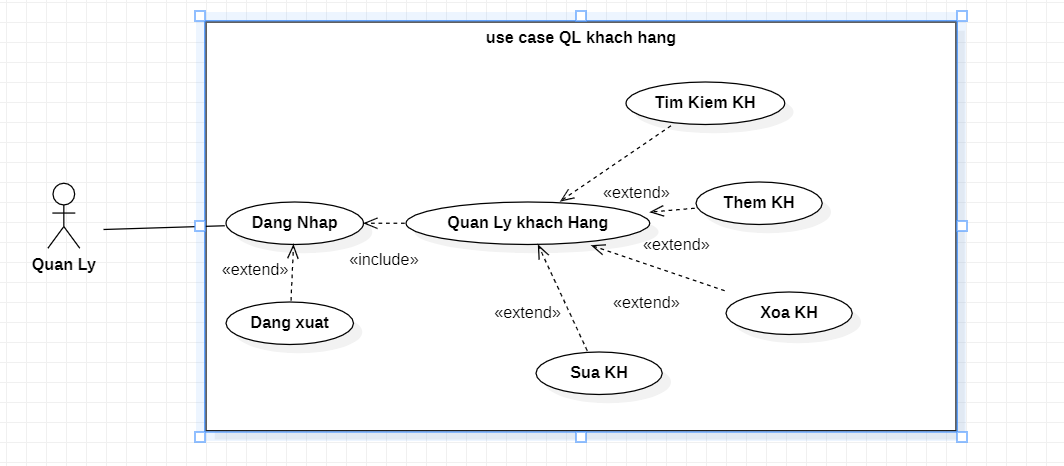 use case QL khach hang
Tim Kiem KH
«extend»
Them KH
Dang Nhap
Quan Ly khach Hang
«extend»
«include»
Quan Ly
«extend»
«extend»
«extend»
Xoa KH
Dang xuat
Sua KH